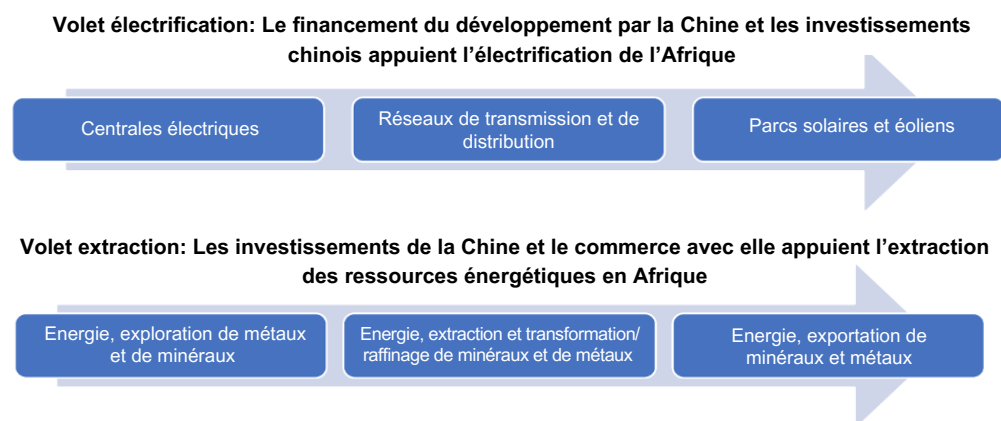 Volet électrification: Le financement du développement par la Chine et les investissements
chinois appuient l’électrification de l’Afrique
Centrales électriques
Réseaux de transmission et de
distribution
Parcs solaires et éoliens
Volet extraction: Les investissements de la Chine et le commerce avec elle appuient l’extraction
des ressources énergétiques en Afrique
Energie, exploration de métaux
et de minéraux
Energie, extraction et transformation/
raffinage de minéraux et de métaux
Energie, exportation de
minéraux et métaux